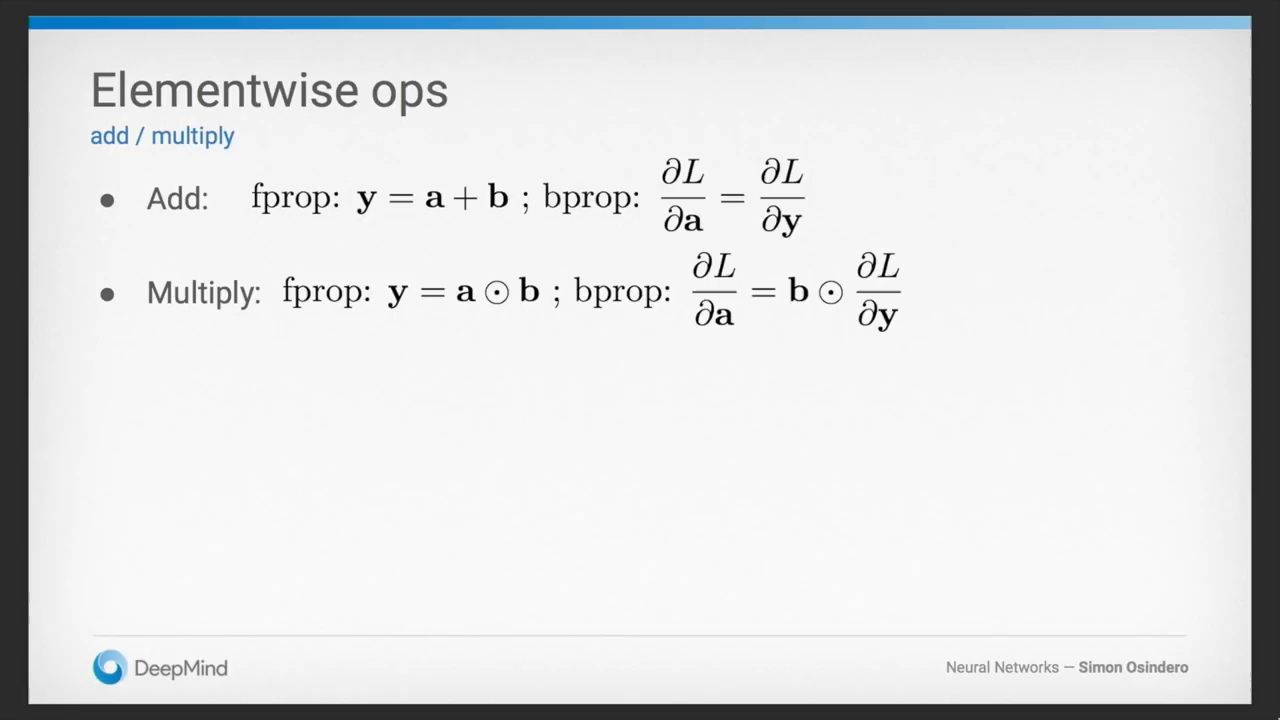 Elementwise ops
add / multiply
● Add: fprop: y = a + b ; bprop: ∂L/∂a = ∂L/∂y
● Multiply: fprop: y = a ⊙ b ; bprop: ∂L/∂a = b ⊙ ∂L/∂y
DeepMind
Neural Networks — Simon Osindero